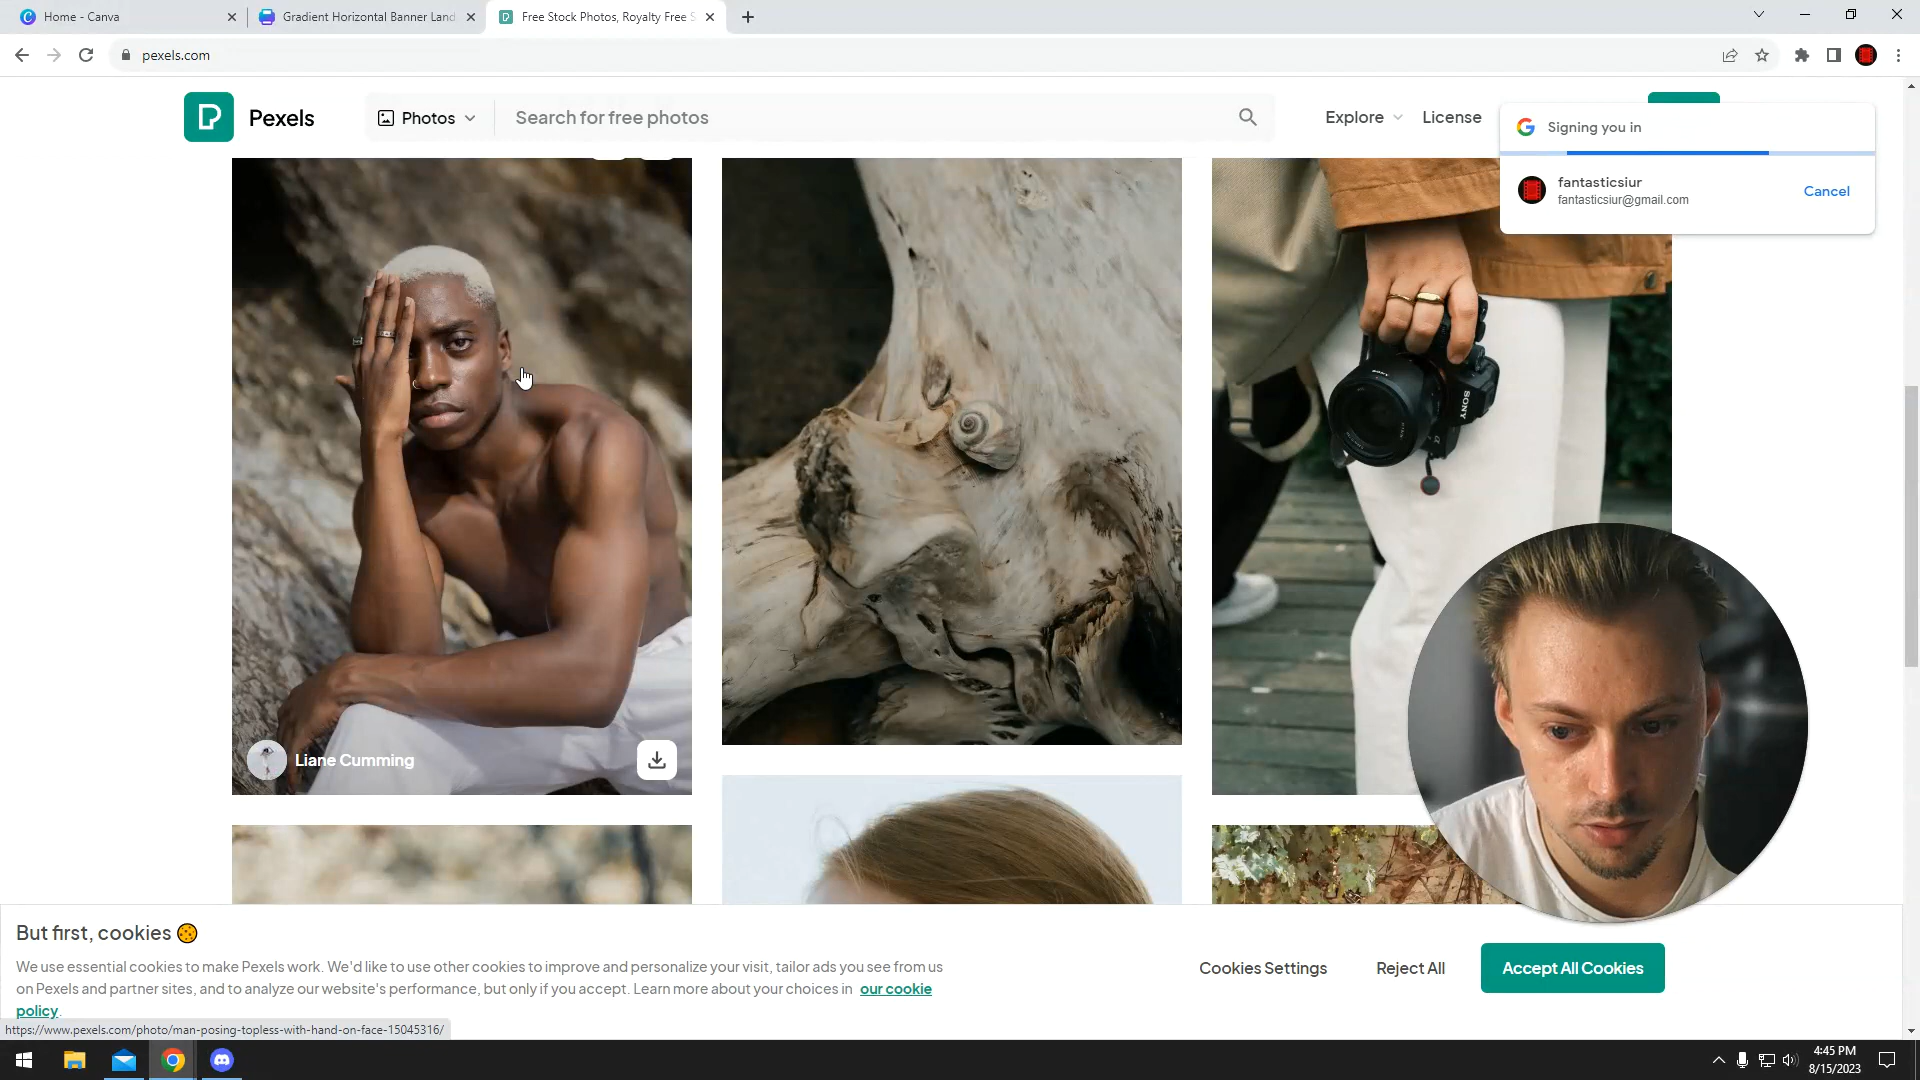 Home - Canva
Gradient Horizontal Banner Land
Free Stock Photos, Royalty Free S
pexels.com
Pexels
Photos
Search for free photos
Explore
License
Signing you in
fantasticsiur
fantasticsiur@gmail.com
Cancel
SONY
Liane Cumming
But first, cookies
We use essential cookies to make Pexels work. We'd like to use other cookies to improve and personalize your visit, tailor ads you see from us
on Pexels and partner sites, and to analyze our website's performance, but only if you accept. Learn more about your choices in our cookie
policy.
Cookies Settings
Reject All
Accept All Cookies
https://www.pexels.com/photo/man-posing-topless-with-hand-on-face-15045316/
4:45 PM
8/15/2023